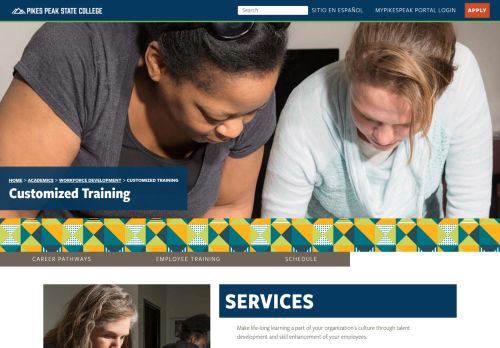 PIKES PEAK STATE COLLEGE
Search
SITIO EN ESPAÑOL
MYPIKESPEAK PORTAL LOGIN
APPLY
HOME > ACADEMICS > WORKFORCE DEVELOPMENT > CUSTOMIZED TRAINING
Customized Training
CAREER PATHWAYS
EMPLOYEE TRAINING
SCHEDULE
SERVICES
Make life-long learning a part of your organization's culture through talent
development and skill enhancement of your employees.